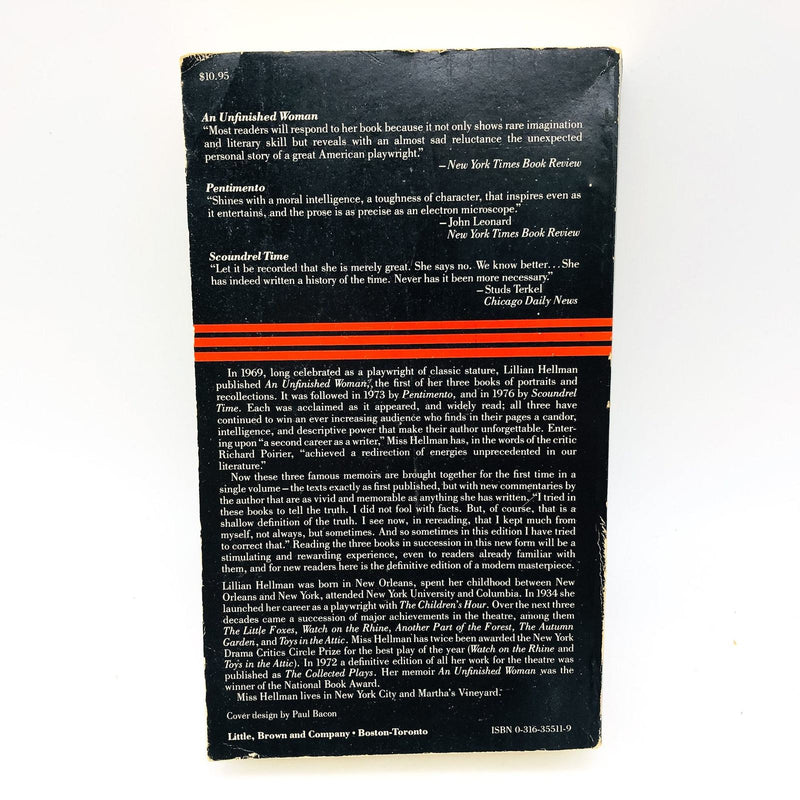 $10.95
An Unfinished Woman
“Most readers will respond to her book because it not only shows rare imagination
and literary skill but reveals with an almost sad reluctance the unexpected
personal story of a great American playwright.”
—New York Times Book Review
Pentimento
“Shines with a moral intelligence, a toughness of character, that inspires even as
it entertains, and the prose is as precise as an electron microscope.”
—John Leonard
New York Times Book Review
Scoundrel Time
“Let it be recorded that she is merely great. She says no. We know better...She
has indeed written a history of the time. Never has it been more necessary.”
—Studs Terkel
Chicago Daily News
In 1969, long celebrated as a playwright of classic stature, Lillian Hellman
published An Unfinished Woman, the first of her three books of portraits and
recollections. It was followed in 1973 by Pentimento, and in 1976 by Scoundrel
Time. Each was acclaimed as it appeared, and widely read; all three have
continued to win an ever increasing audience who finds in their pages a candor,
intelligence, and descriptive power that make their author unforgettable. Enter-
ing upon “a second career as a writer,” Miss Hellman has, in the words of the critic
Richard Poirier, “achieved a redirection of energies unprecedented in our
literature.”
Now these three famous memoirs are brought together for the first time in a
single volume—the texts exactly as first published, but with new commentaries by
the author that are as vivid and memorable as anything she has written. “I tried in
these books to tell the truth. I did not fool with facts. But, of course, that is a
shallow definition of the truth. I see now, in rereading, that I kept much from
myself, not always, but sometimes. And so sometimes in this edition I have tried
to correct that.” Reading the three books in succession in this new form will be a
stimulating and rewarding experience, even to readers already familiar with
them, and for new readers here is the definitive edition of a modern masterpiece.
Lillian Hellman was born in New Orleans, spent her childhood between New
Orleans and New York, attended New York University and Columbia. In 1934 she
launched her career as a playwright with The Children's Hour. Over the next three
decades came a succession of major achievements in the theatre, among them
The Little Foxes, Watch on the Rhine, Another Part of the Forest, The Autumn
Garden, and Toys in the Attic. Miss Hellman has twice been awarded the New York
Drama Critics Circle Prize for the best play of the year (Watch on the Rhine and
Toys in the Attic). In 1972 a definitive edition of all her work for the theatre was
published as The Collected Plays. Her memoir An Unfinished Woman was the
winner of the National Book Award.
Miss Hellman lives in New York City and Martha's Vineyard.
Cover design by Paul Bacon
Little, Brown and Company • Boston-Toronto
ISBN 0-316-35511-9